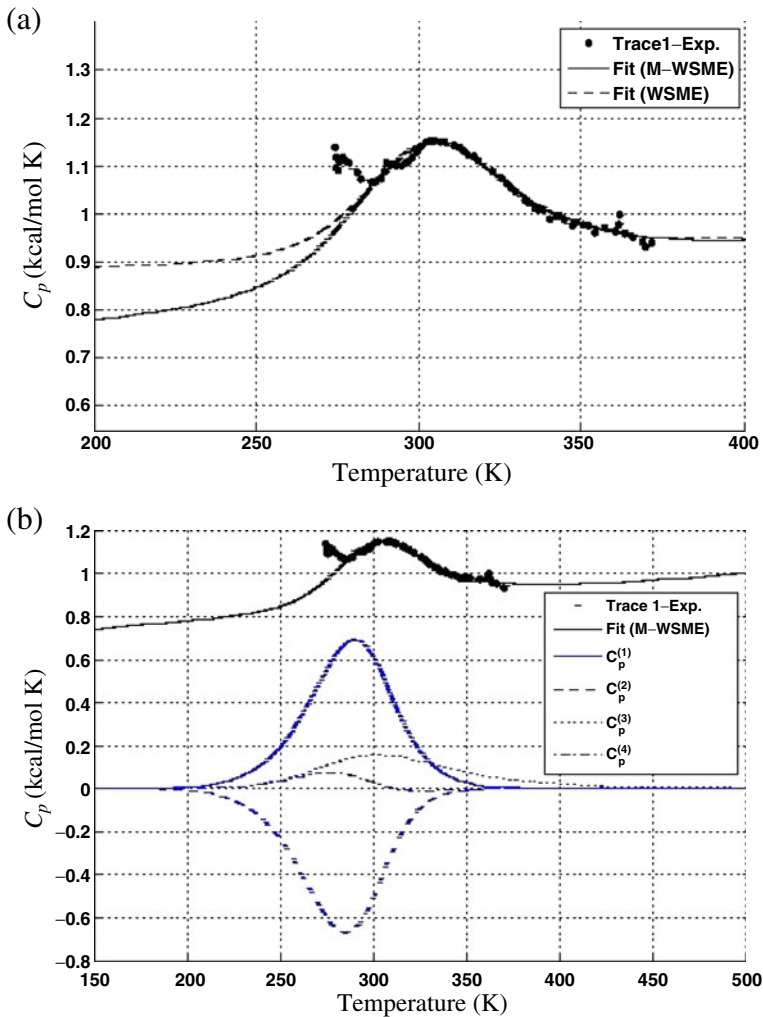 (a)
Trace1–Exp.
Fit (M–WSME)
Fit (WSME)
1.3
1.2
1.1
1
0.9
0.8
0.7
0.6
200
250
300
350
400
C_p (kcal/mol K)
Temperature (K)
(b)
1.2
1
0.8
0.6
0.4
0.2
0
–0.2
–0.4
–0.6
–0.8
150
200
250
300
350
400
450
500
C_p (kcal/mol K)
Temperature (K)
Trace 1–Exp.
Fit (M–WSME)
C_p^(1)
C_p^(2)
C_p^(3)
C_p^(4)